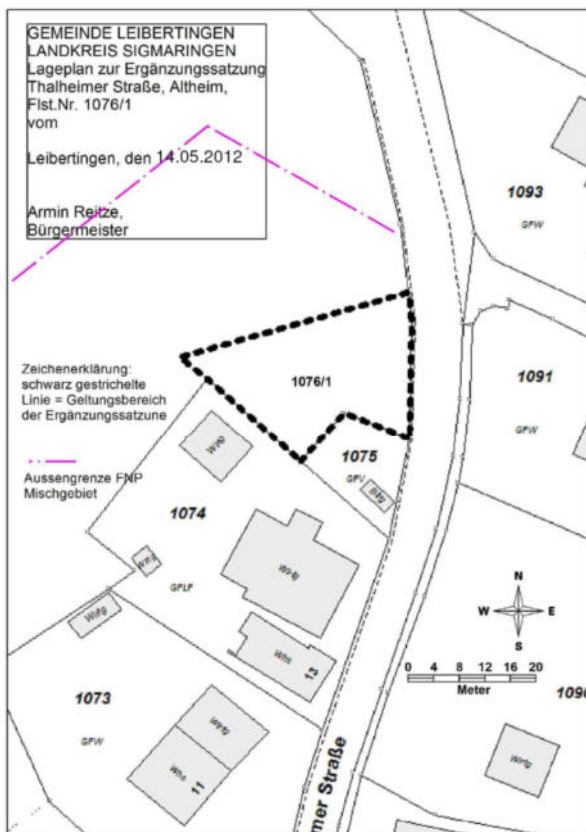 GEMEINDE LEIBERTINGEN
LANDKREIS SIGMARINGEN
Lageplan zur Ergänzungssatzung
Thalheimer Straße, Altheim,
Flst.Nr. 1076/1
vom
Leibertingen, den 14.05.2012
Armin Reitze,
Bürgermeister
1093
GFW
Zeichenerklärung:
schwarz gestrichelte
Linie = Geltungsbereich
der Ergänzungssatzune
1076/1
1091
GFW
Aussengrenze FNP
Mischgebiet
1075
1074
GFLF
N
W E
S
0 4 8 12 16 20
Meter
Whs
13
1073
GFW
Whs
11
mer Straße